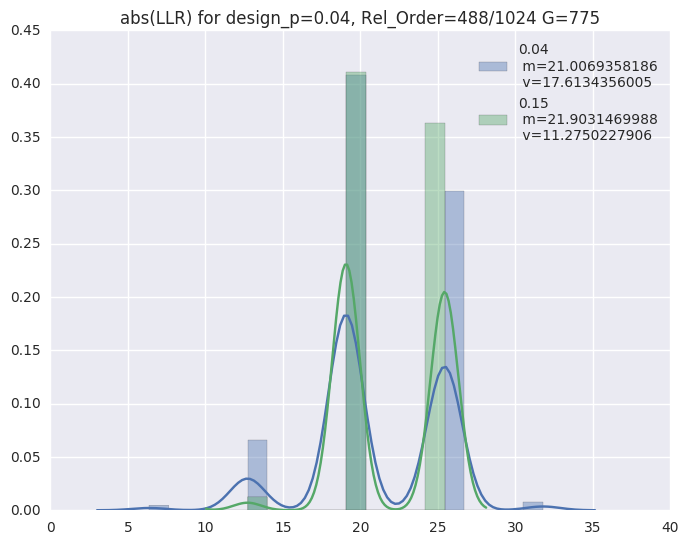 abs(LLR) for design_p=0.04, Rel_Order=488/1024 G=775
0.45
0.40
0.35
0.30
0.25
0.20
0.15
0.10
0.05
0.00
0.04
m=21.0069358186
v=17.6134356005
0.15
m=21.9031469988
v=11.2750227906
0 5 10 15 20 25 30 35 40